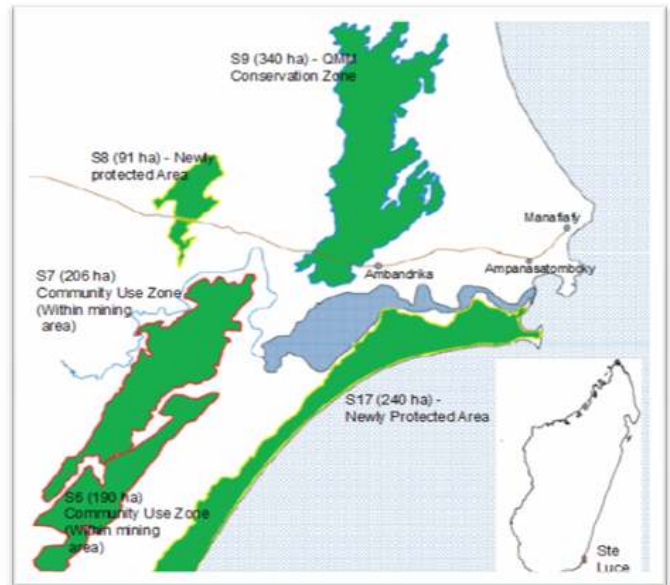 S9 (340 ha) - QMM
Conservation Zone
S8 (91 ha) - Newly
protected Area
Manafiafy
S7 (206 ha)
Community Use Zone
(Within mining
area)
Ambandrika
Ampanasatomboky
S17 (240 ha) -
Newly Protected Area
S6 (190 ha)
Community Use Zone
(Within mining
area)
Ste
Luce